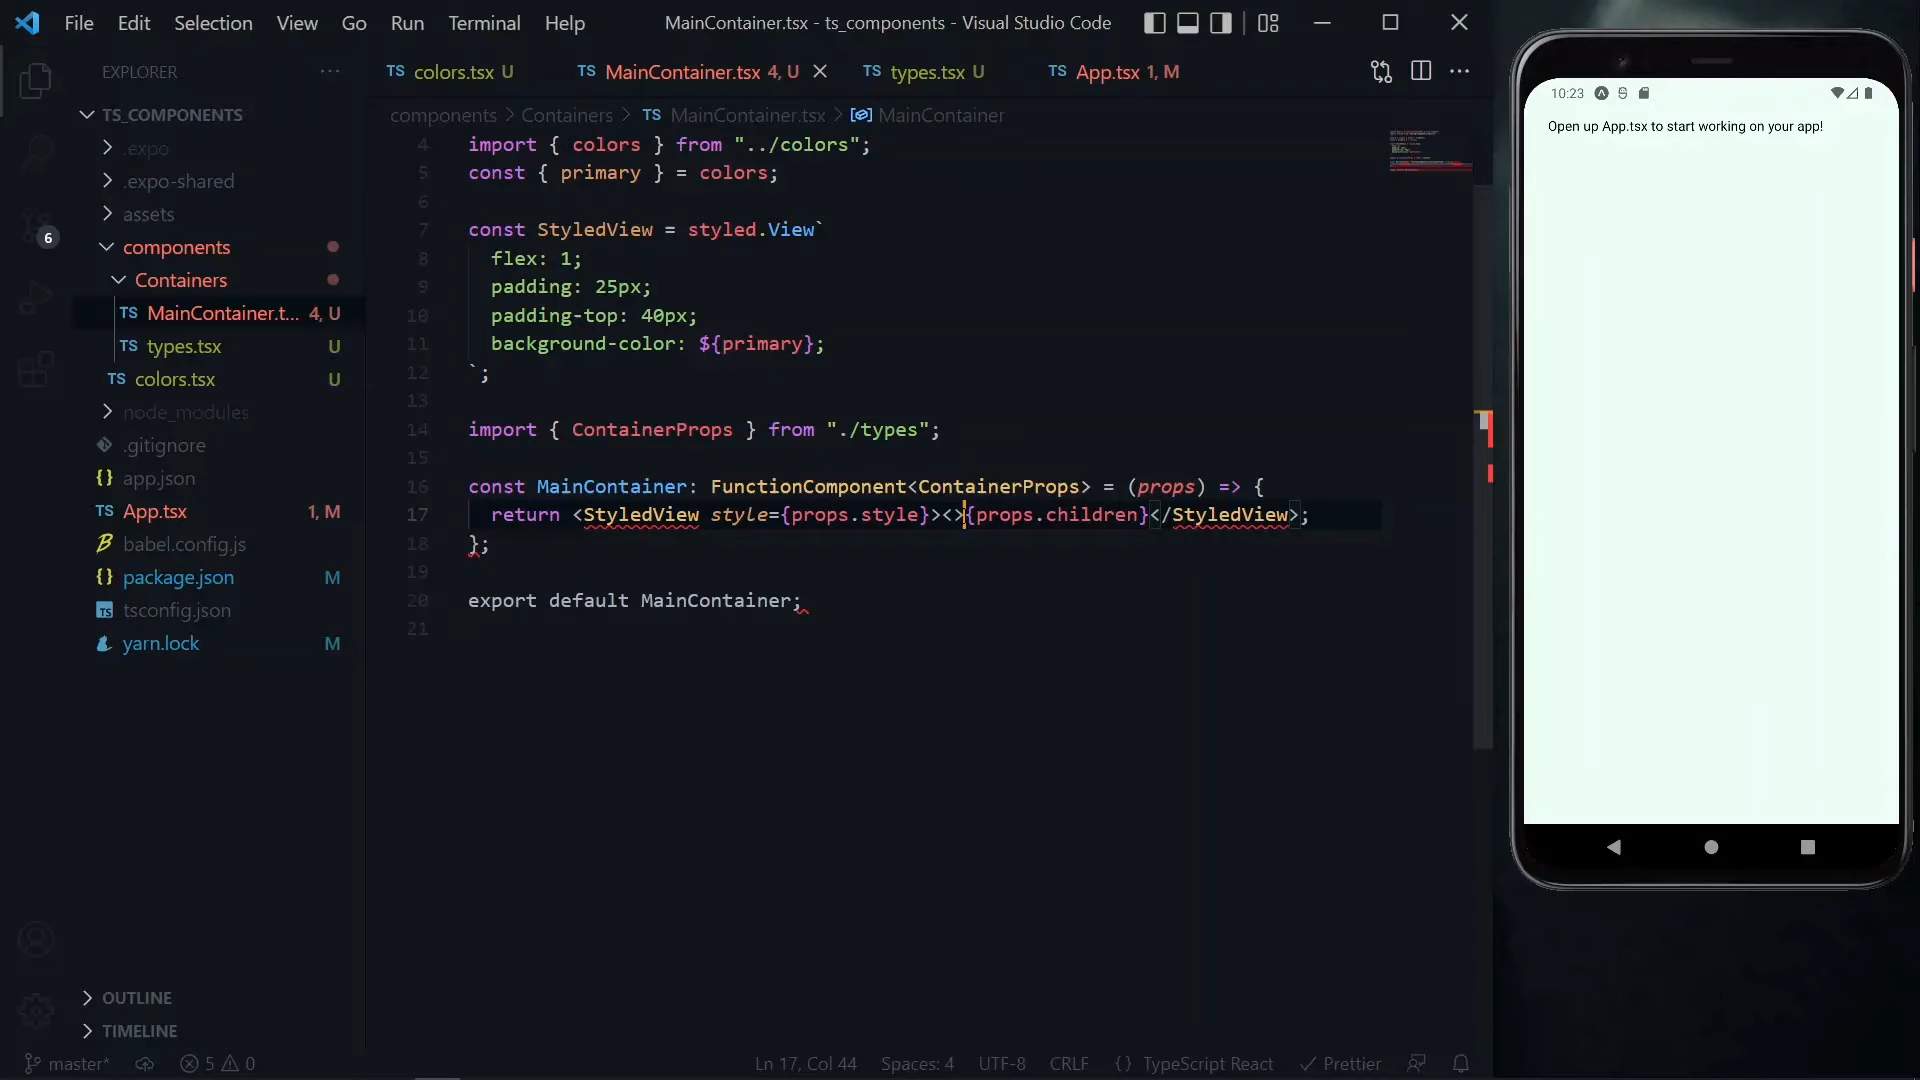 File Edit Selection View Go Run Terminal Help
MainContainer.tsx - ts_components - Visual Studio Code
EXPLORER
TS_COMPONENTS
.expo
.expo-shared
assets
components
Containers
TS MainContainer.t... 4, U
TS types.tsx U
TS colors.tsx U
node_modules
.gitignore
{} app.json
TS App.tsx 1, M
babel.config.js
{} package.json M
TS tsconfig.json
yarn.lock M
6
OUTLINE
TIMELINE
TS colors.tsx U TS MainContainer.tsx 4, U TS types.tsx U TS App.tsx 1, M
components > Containers > TS MainContainer.tsx > MainContainer
4 import { colors } from "../colors";
5 const { primary } = colors;
6
7 const StyledView = styled.View`
8 flex: 1;
9 padding: 25px;
10 padding-top: 40px;
11 background-color: ${primary};
12 `;
13
14 import { ContainerProps } from "./types";
15
16 const MainContainer: FunctionComponent<ContainerProps> = (props) => {
17 return <StyledView style={props.style}><>{props.children}</StyledView>;
18 };
19
20 export default MainContainer;
21
10:23
Open up App.tsx to start working on your app!
master* 5 0 Ln 17, Col 44 Spaces: 4 UTF-8 CRLF {} TypeScript React Prettier